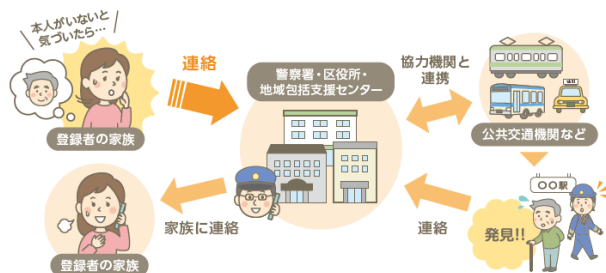 本人がいないと
気づいたら…
登録者の家族
連絡
警察署・区役所・
地域包括支援センター
協力機関と
連携
公共交通機関など
〇〇駅
発見!!
連絡
家族に連絡
登録者の家族